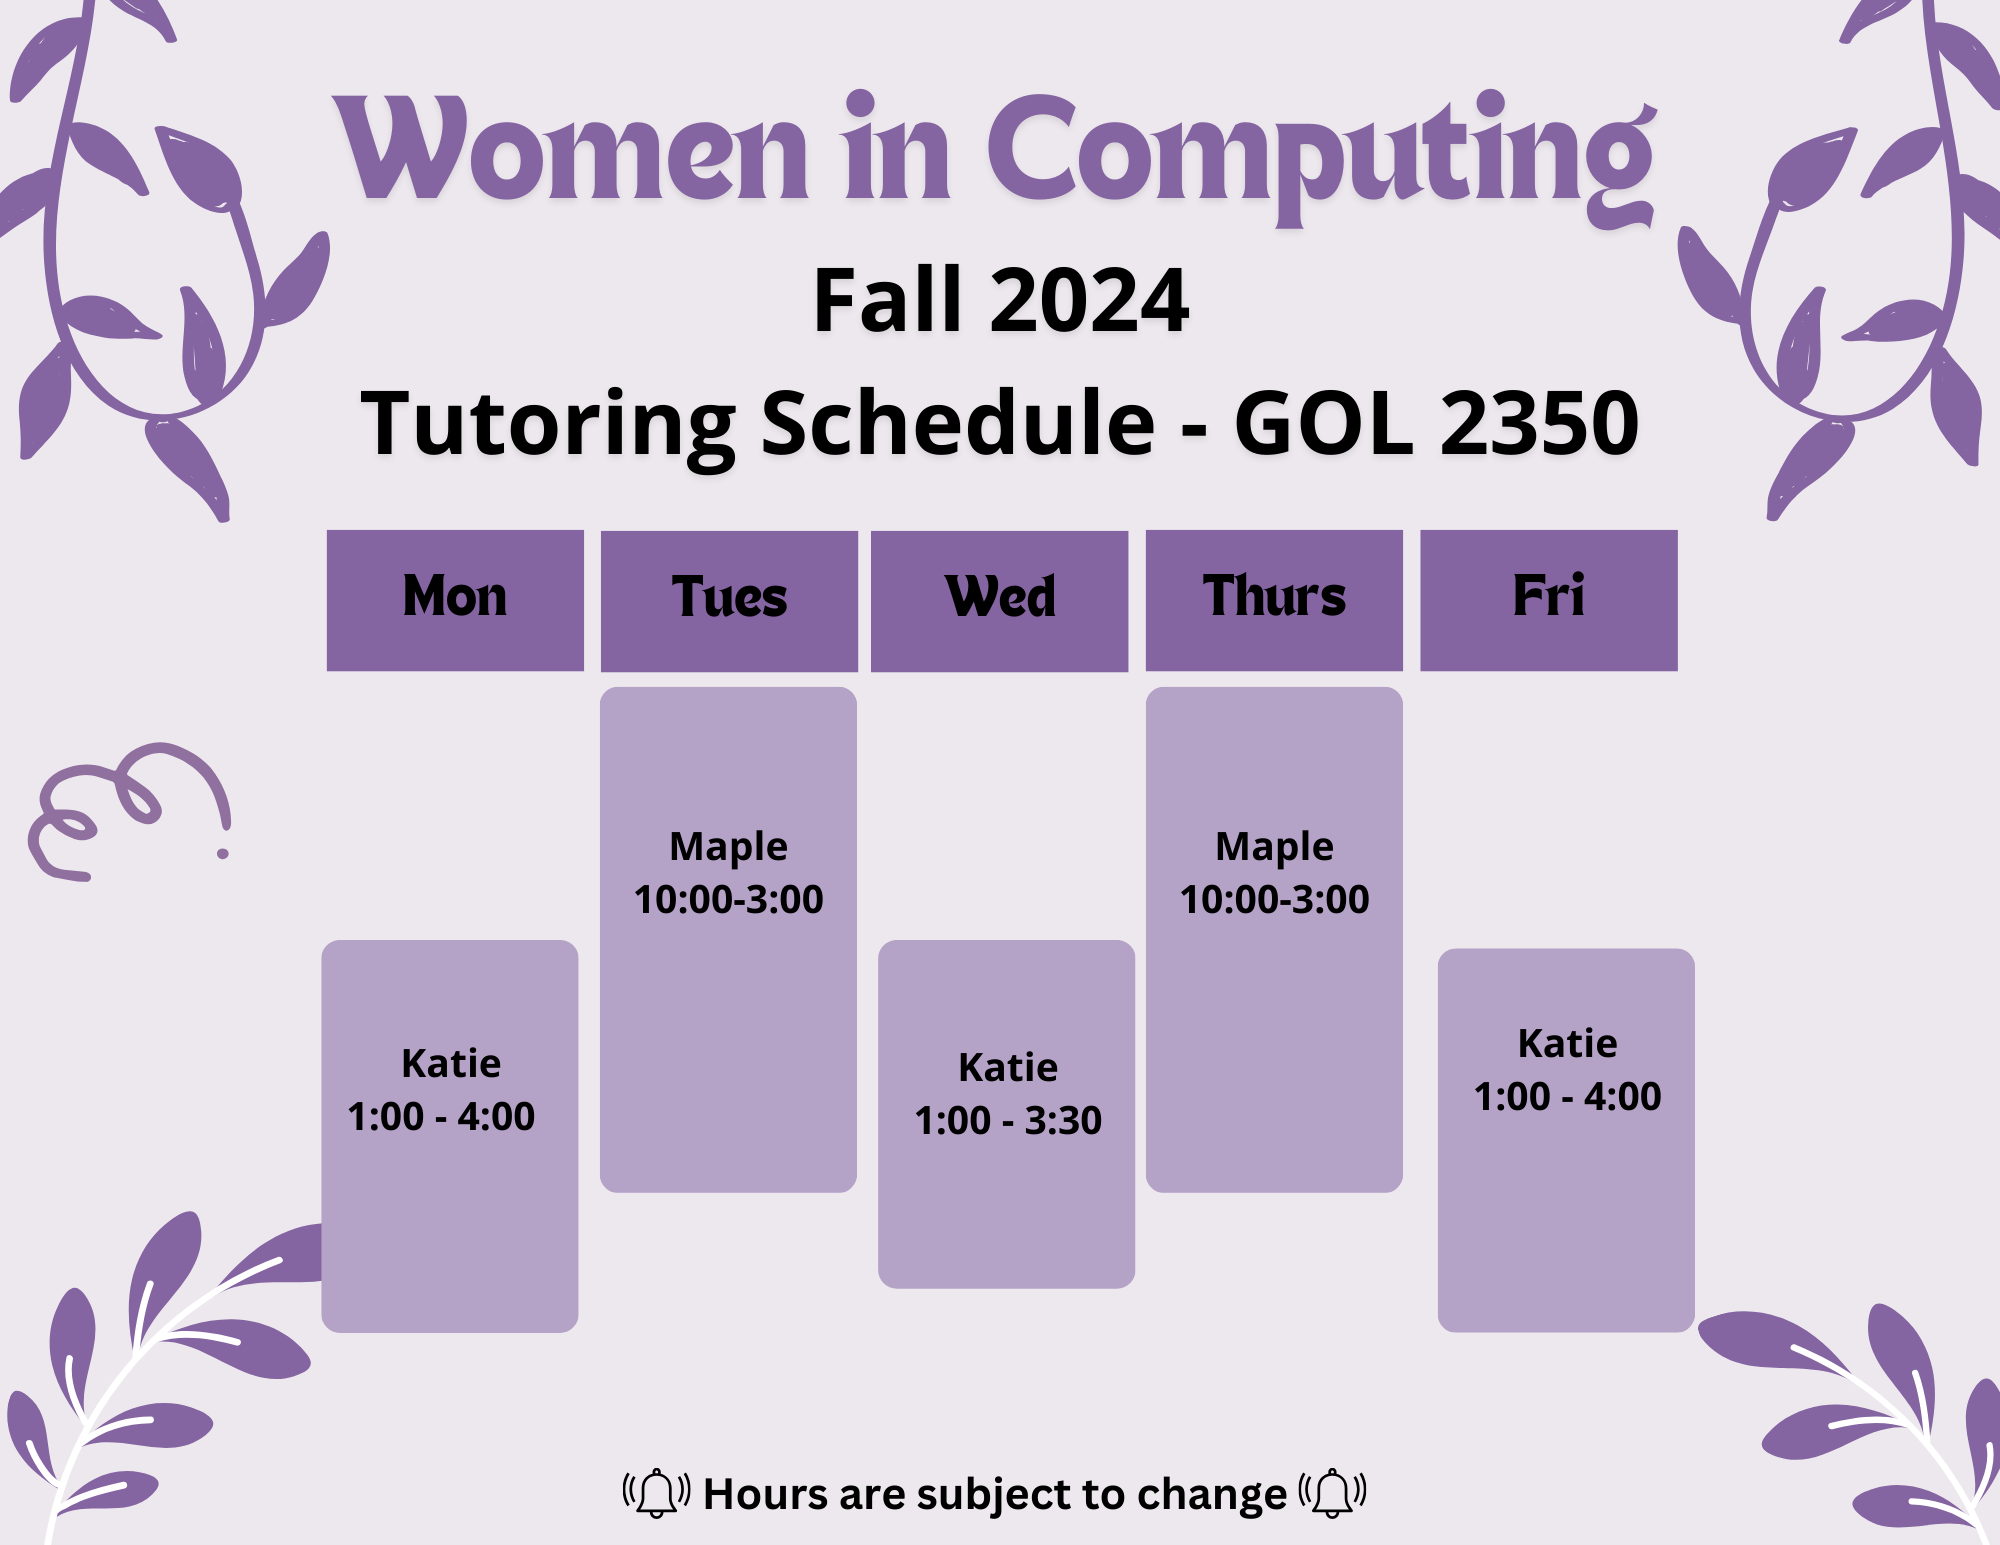 Women in Computing
Fall 2024
Tutoring Schedule - GOL 2350
Mon
Tues
Wed
Thurs
Fri
Maple
10:00-3:00
Maple
10:00-3:00
Katie
1:00 - 4:00
Katie
1:00 - 3:30
Katie
1:00 - 4:00
Hours are subject to change